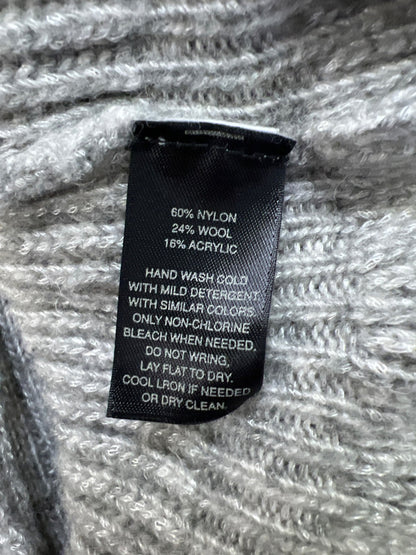 60% NYLON
24% WOOL
16% ACRYLIC
HAND WASH COLD
WITH MILD DETERGENT
WITH SIMILAR COLORS.
ONLY NON-CHLORINE
BLEACH WHEN NEEDED.
DO NOT WRING.
LAY FLAT TO DRY.
COOL LRON IF NEEDED
OR DRY CLEAN.